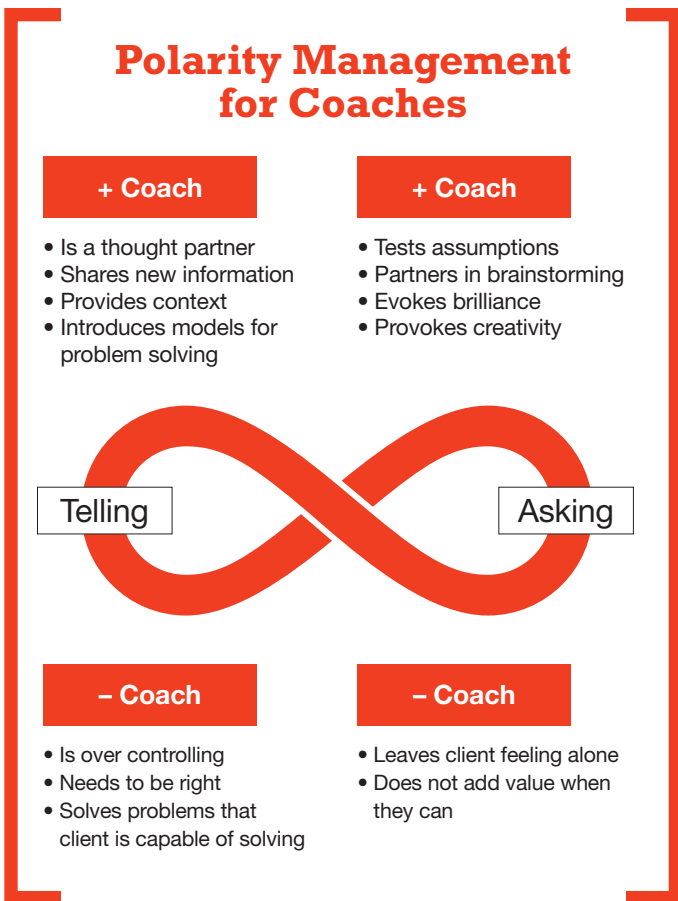 Polarity Management
for Coaches
+ Coach
• Is a thought partner
• Shares new information
• Provides context
• Introduces models for
problem solving
+ Coach
• Tests assumptions
• Partners in brainstorming
• Evokes brilliance
• Provokes creativity
Telling
Asking
– Coach
• Is over controlling
• Needs to be right
• Solves problems that
client is capable of solving
– Coach
• Leaves client feeling alone
• Does not add value when
they can